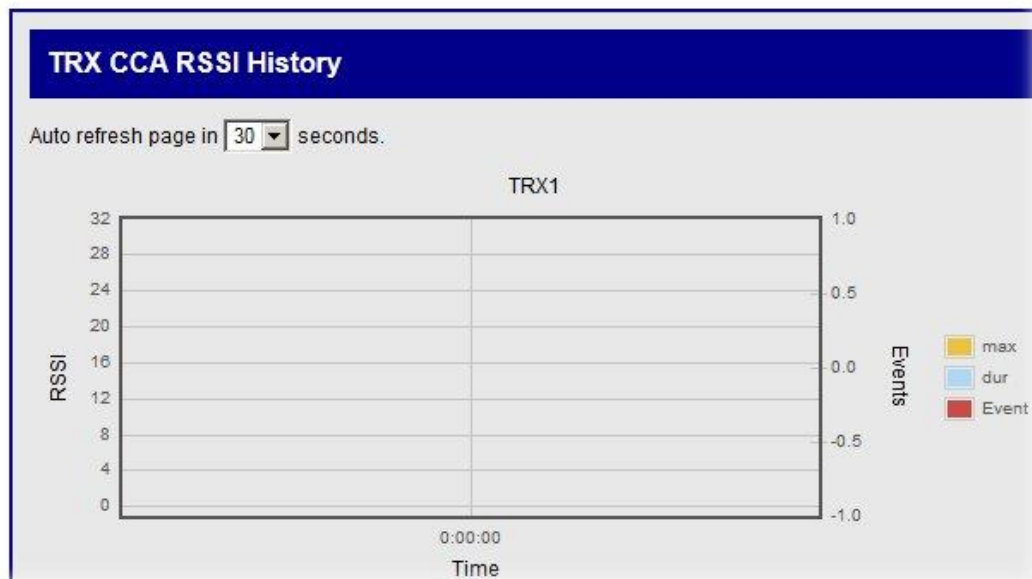 TRX CCA RSSI History
Auto refresh page in 30 seconds.
TRX1
32
28
24
20
16
12
8
4
0
RSSI
1.0
0.5
0.0
-0.5
-1.0
Events
max
dur
Event
0:00:00
Time